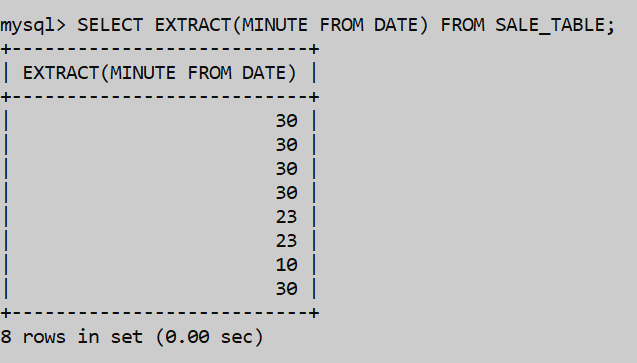 mysql> SELECT EXTRACT(MINUTE FROM DATE) FROM SALE_TABLE;
+---------------------------+
| EXTRACT(MINUTE FROM DATE) |
+---------------------------+
|                        30 |
|                        30 |
|                        30 |
|                        30 |
|                        23 |
|                        23 |
|                        10 |
|                        30 |
+---------------------------+
8 rows in set (0.00 sec)